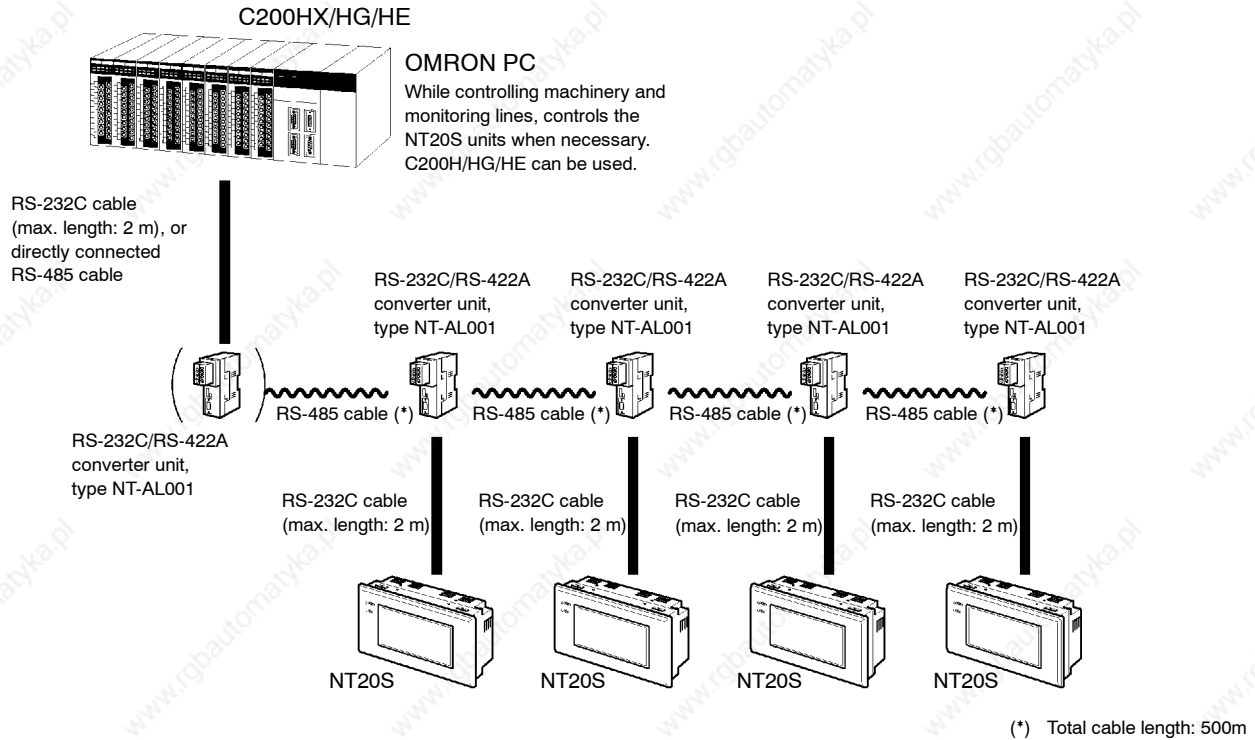 C200HX/HG/HE
OMRON PC
While controlling machinery and
monitoring lines, controls the
NT20S units when necessary.
C200H/HG/HE can be used.
RS-232C cable
(max. length: 2 m), or
directly connected
RS-485 cable
RS-232C/RS-422A
converter unit,
type NT-AL001
RS-232C/RS-422A
converter unit,
type NT-AL001
RS-232C/RS-422A
converter unit,
type NT-AL001
RS-232C/RS-422A
converter unit,
type NT-AL001
RS-485 cable (*)
RS-485 cable (*)
RS-485 cable (*)
RS-485 cable (*)
RS-232C/RS-422A
converter unit,
type NT-AL001
RS-232C cable
(max. length: 2 m)
RS-232C cable
(max. length: 2 m)
RS-232C cable
(max. length: 2 m)
RS-232C cable
(max. length: 2 m)
NT20S
NT20S
NT20S
NT20S
(*) Total cable length: 500m
www.rgbautomatyka.pl